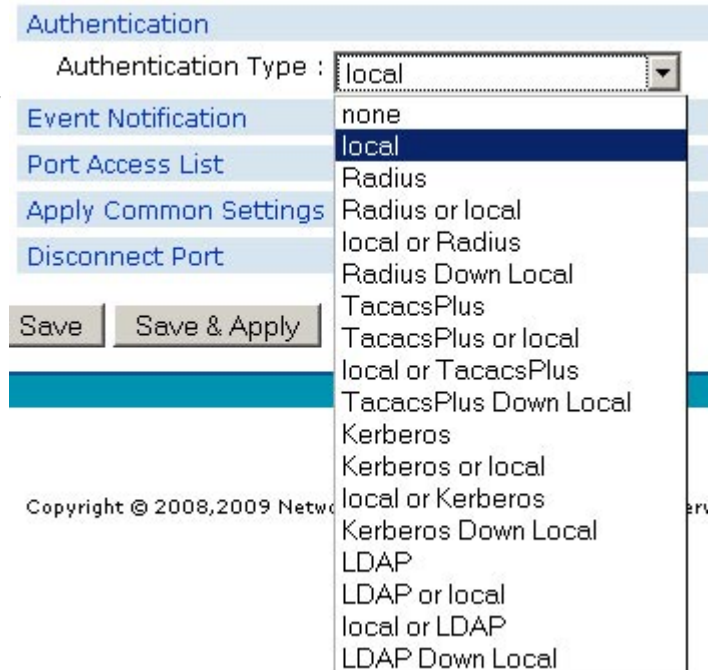 Authentication
Authentication Type : local
none
Event Notification
local
Port Access List
Radius
Apply Common Settings
Radius or local
local or Radius
Disconnect Port
Radius Down Local
TacacsPlus
Save
Save & Apply
TacacsPlus or local
local or TacacsPlus
TacacsPlus Down Local
Kerberos
Kerberos or local
Copyright © 2008,2009
local or Kerberos
Kerberos Down Local
LDAP
LDAP or local
local or LDAP
LDAP Down Local